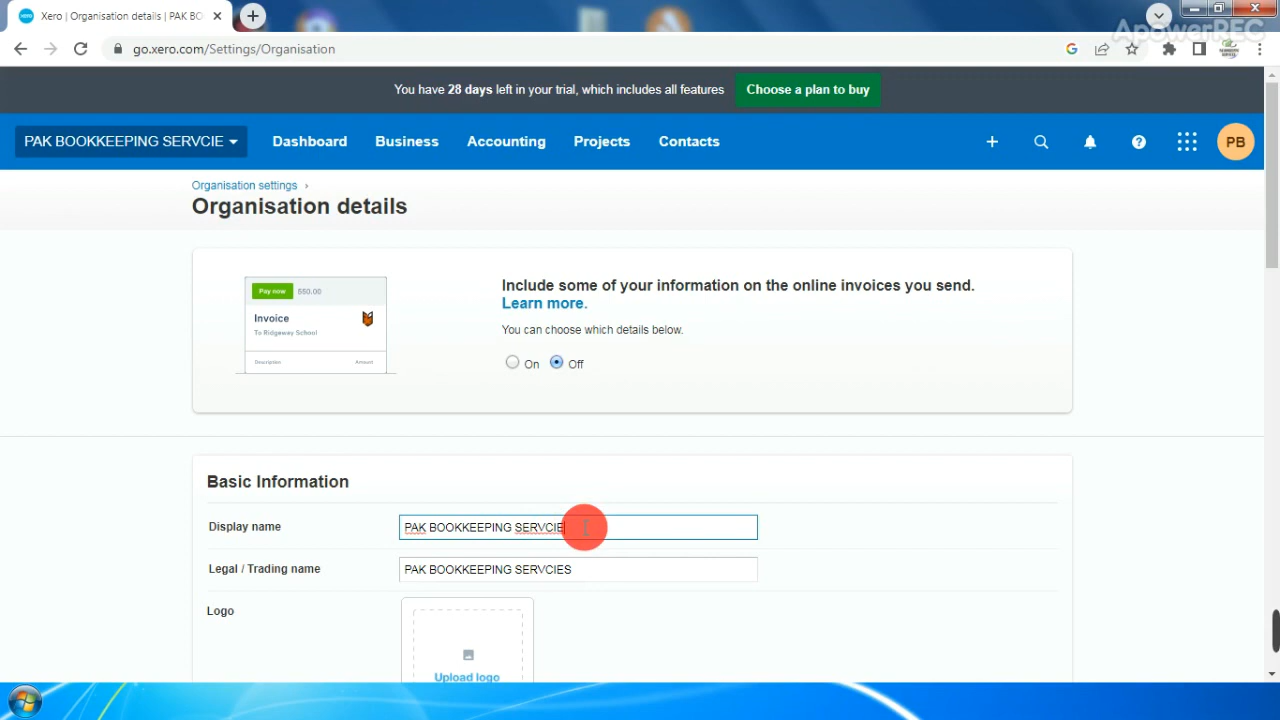 Xero | Organisation details | PAK BO
ApowerREC
go.xero.com/Settings/Organisation
You have 28 days left in your trial, which includes all features
Choose a plan to buy
PAK BOOKKEEPING SERVCIE
Dashboard
Business
Accounting
Projects
Contacts
PB
Organisation settings ›
Organisation details
Pay now 550.00
Invoice
To Ridgeway School
Description Amount
Include some of your information on the online invoices you send.
Learn more.
You can choose which details below.
On Off
Basic Information
Display name
PAK BOOKKEEPING SERVCIE
Legal / Trading name
PAK BOOKKEEPING SERVCIES
Logo
Upload logo